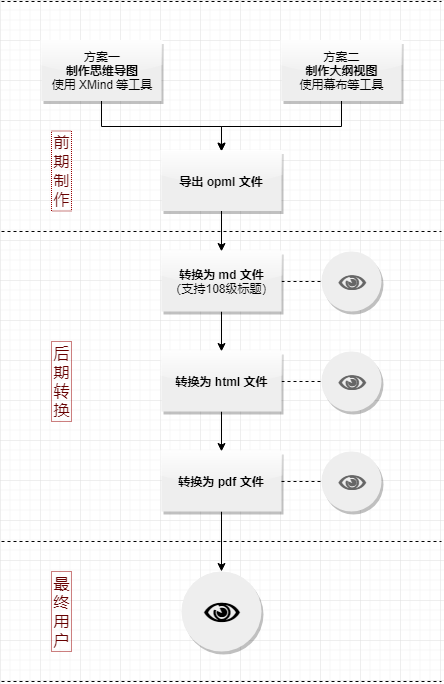 方案一
制作思维导图
使用 XMind 等工具
方案二
制作大纲视图
使用幕布等工具
前期制作
导出 opml 文件
转换为 md 文件
(支持108级标题)
后期转换
转换为 html 文件
转换为 pdf 文件
最终用户